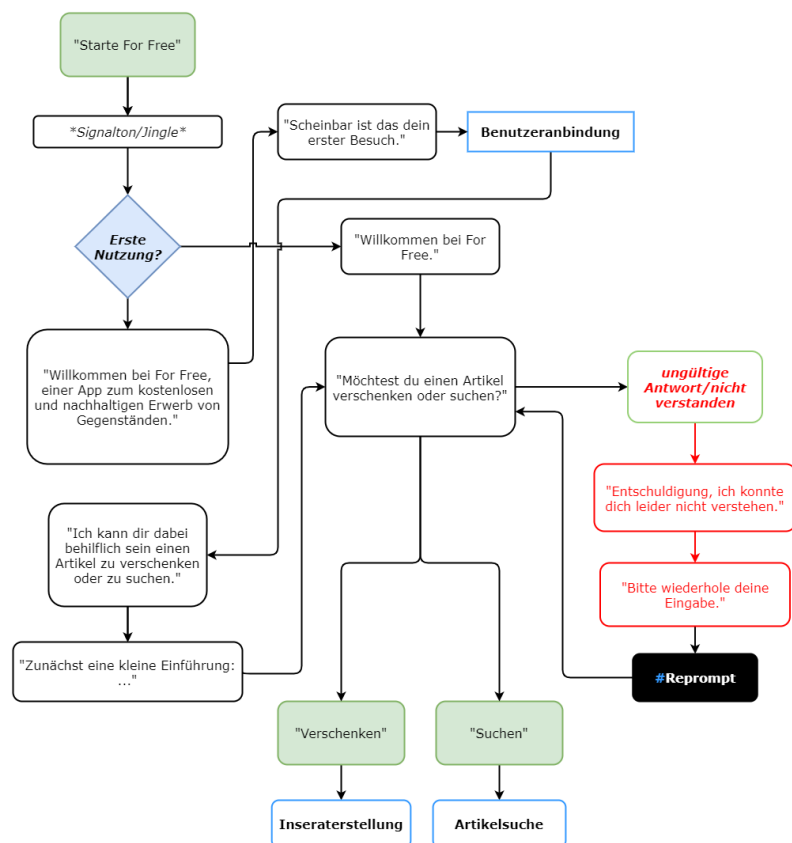 "Starte For Free"
*Signalton/Jingle*
"Scheinbar ist das dein
erster Besuch."
Benutzeranbindung
Erste
Nutzung?
"Willkommen bei For
Free."
"Willkommen bei For Free,
einer App zum kostenlosen
und nachhaltigen Erwerb von
Gegenständen."
"Möchtest du einen Artikel
verschenken oder suchen?"
ungültige
Antwort/nicht
verstanden
"Entschuldigung, ich konnte
dich leider nicht verstehen."
"Ich kann dir dabei
behilflich sein einen
Artikel zu verschenken
oder zu suchen."
"Bitte wiederhole deine
Eingabe."
"Zunächst eine kleine Einführung:
..."
#Reprompt
"Verschenken"
"Suchen"
Inseraterstellung
Artikelsuche